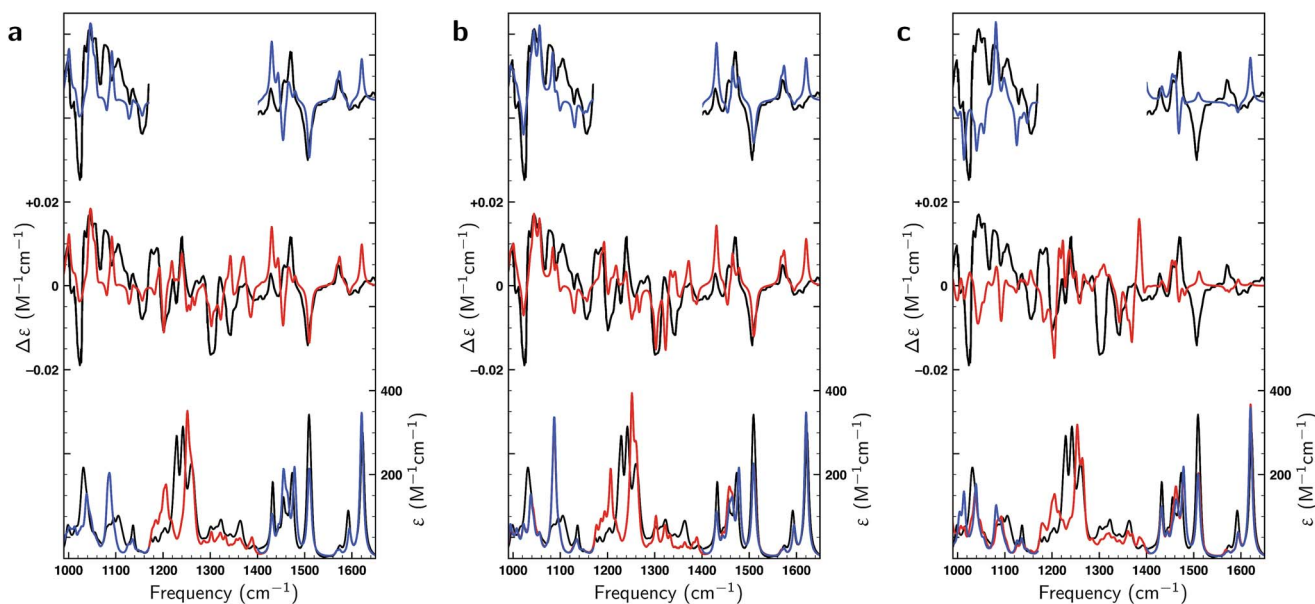 a b c
+0.02 +0.02 +0.02
0 0 0
−0.02 −0.02 −0.02
Δε (M⁻¹cm⁻¹) Δε (M⁻¹cm⁻¹) Δε (M⁻¹cm⁻¹)
400 400 400
200 200 200
ε (M⁻¹cm⁻¹) ε (M⁻¹cm⁻¹) ε (M⁻¹cm⁻¹)
1000 1100 1200 1300 1400 1500 1600 1000 1100 1200 1300 1400 1500 1600 1000 1100 1200 1300 1400 1500 1600
Frequency (cm⁻¹) Frequency (cm⁻¹) Frequency (cm⁻¹)